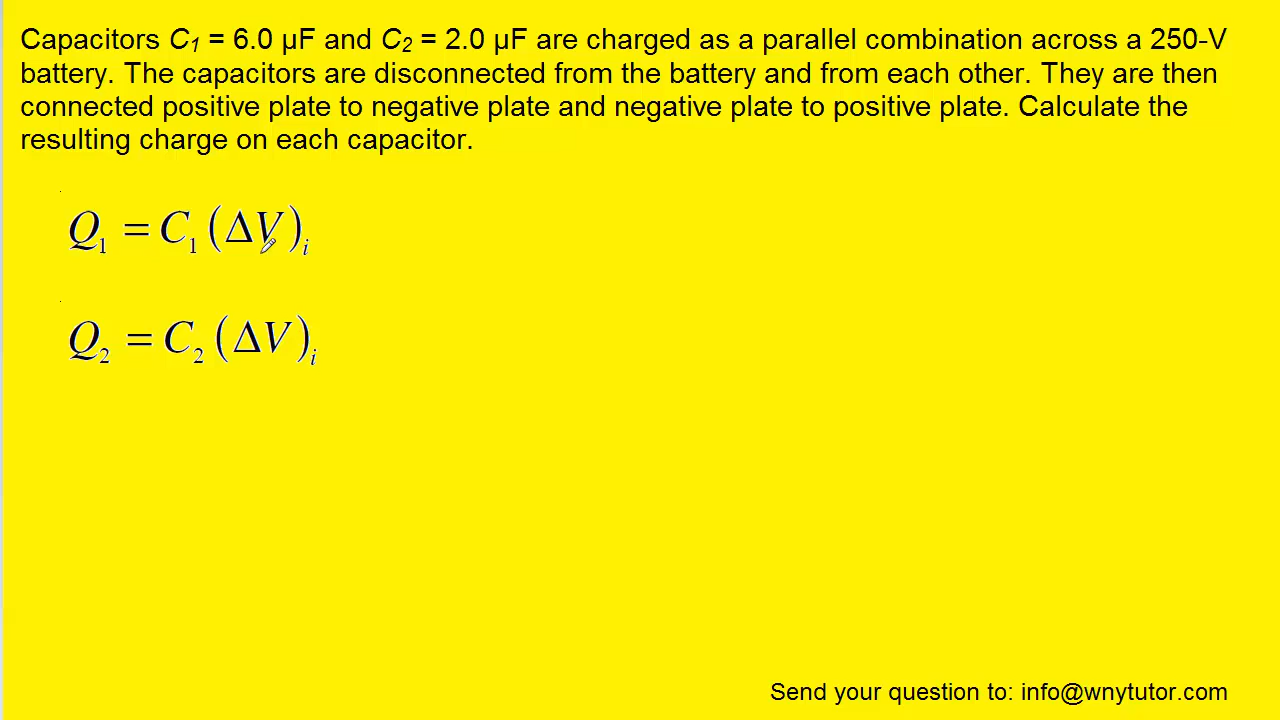 Capacitors C₁ = 6.0 µF and C₂ = 2.0 µF are charged as a parallel combination across a 250-V
battery. The capacitors are disconnected from the battery and from each other. They are then
connected positive plate to negative plate and negative plate to positive plate. Calculate the
resulting charge on each capacitor.
Q₁ = C₁(ΔV)ᵢ
Q₂ = C₂(ΔV)ᵢ
Send your question to: info@wnytutor.com